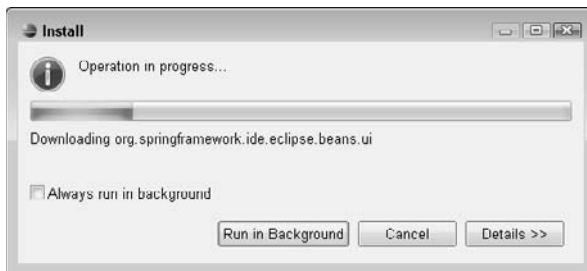 Install
Operation in progress...
Downloading org.springframework.ide.eclipse.beans.ui
Always run in background
Run in Background Cancel Details >>